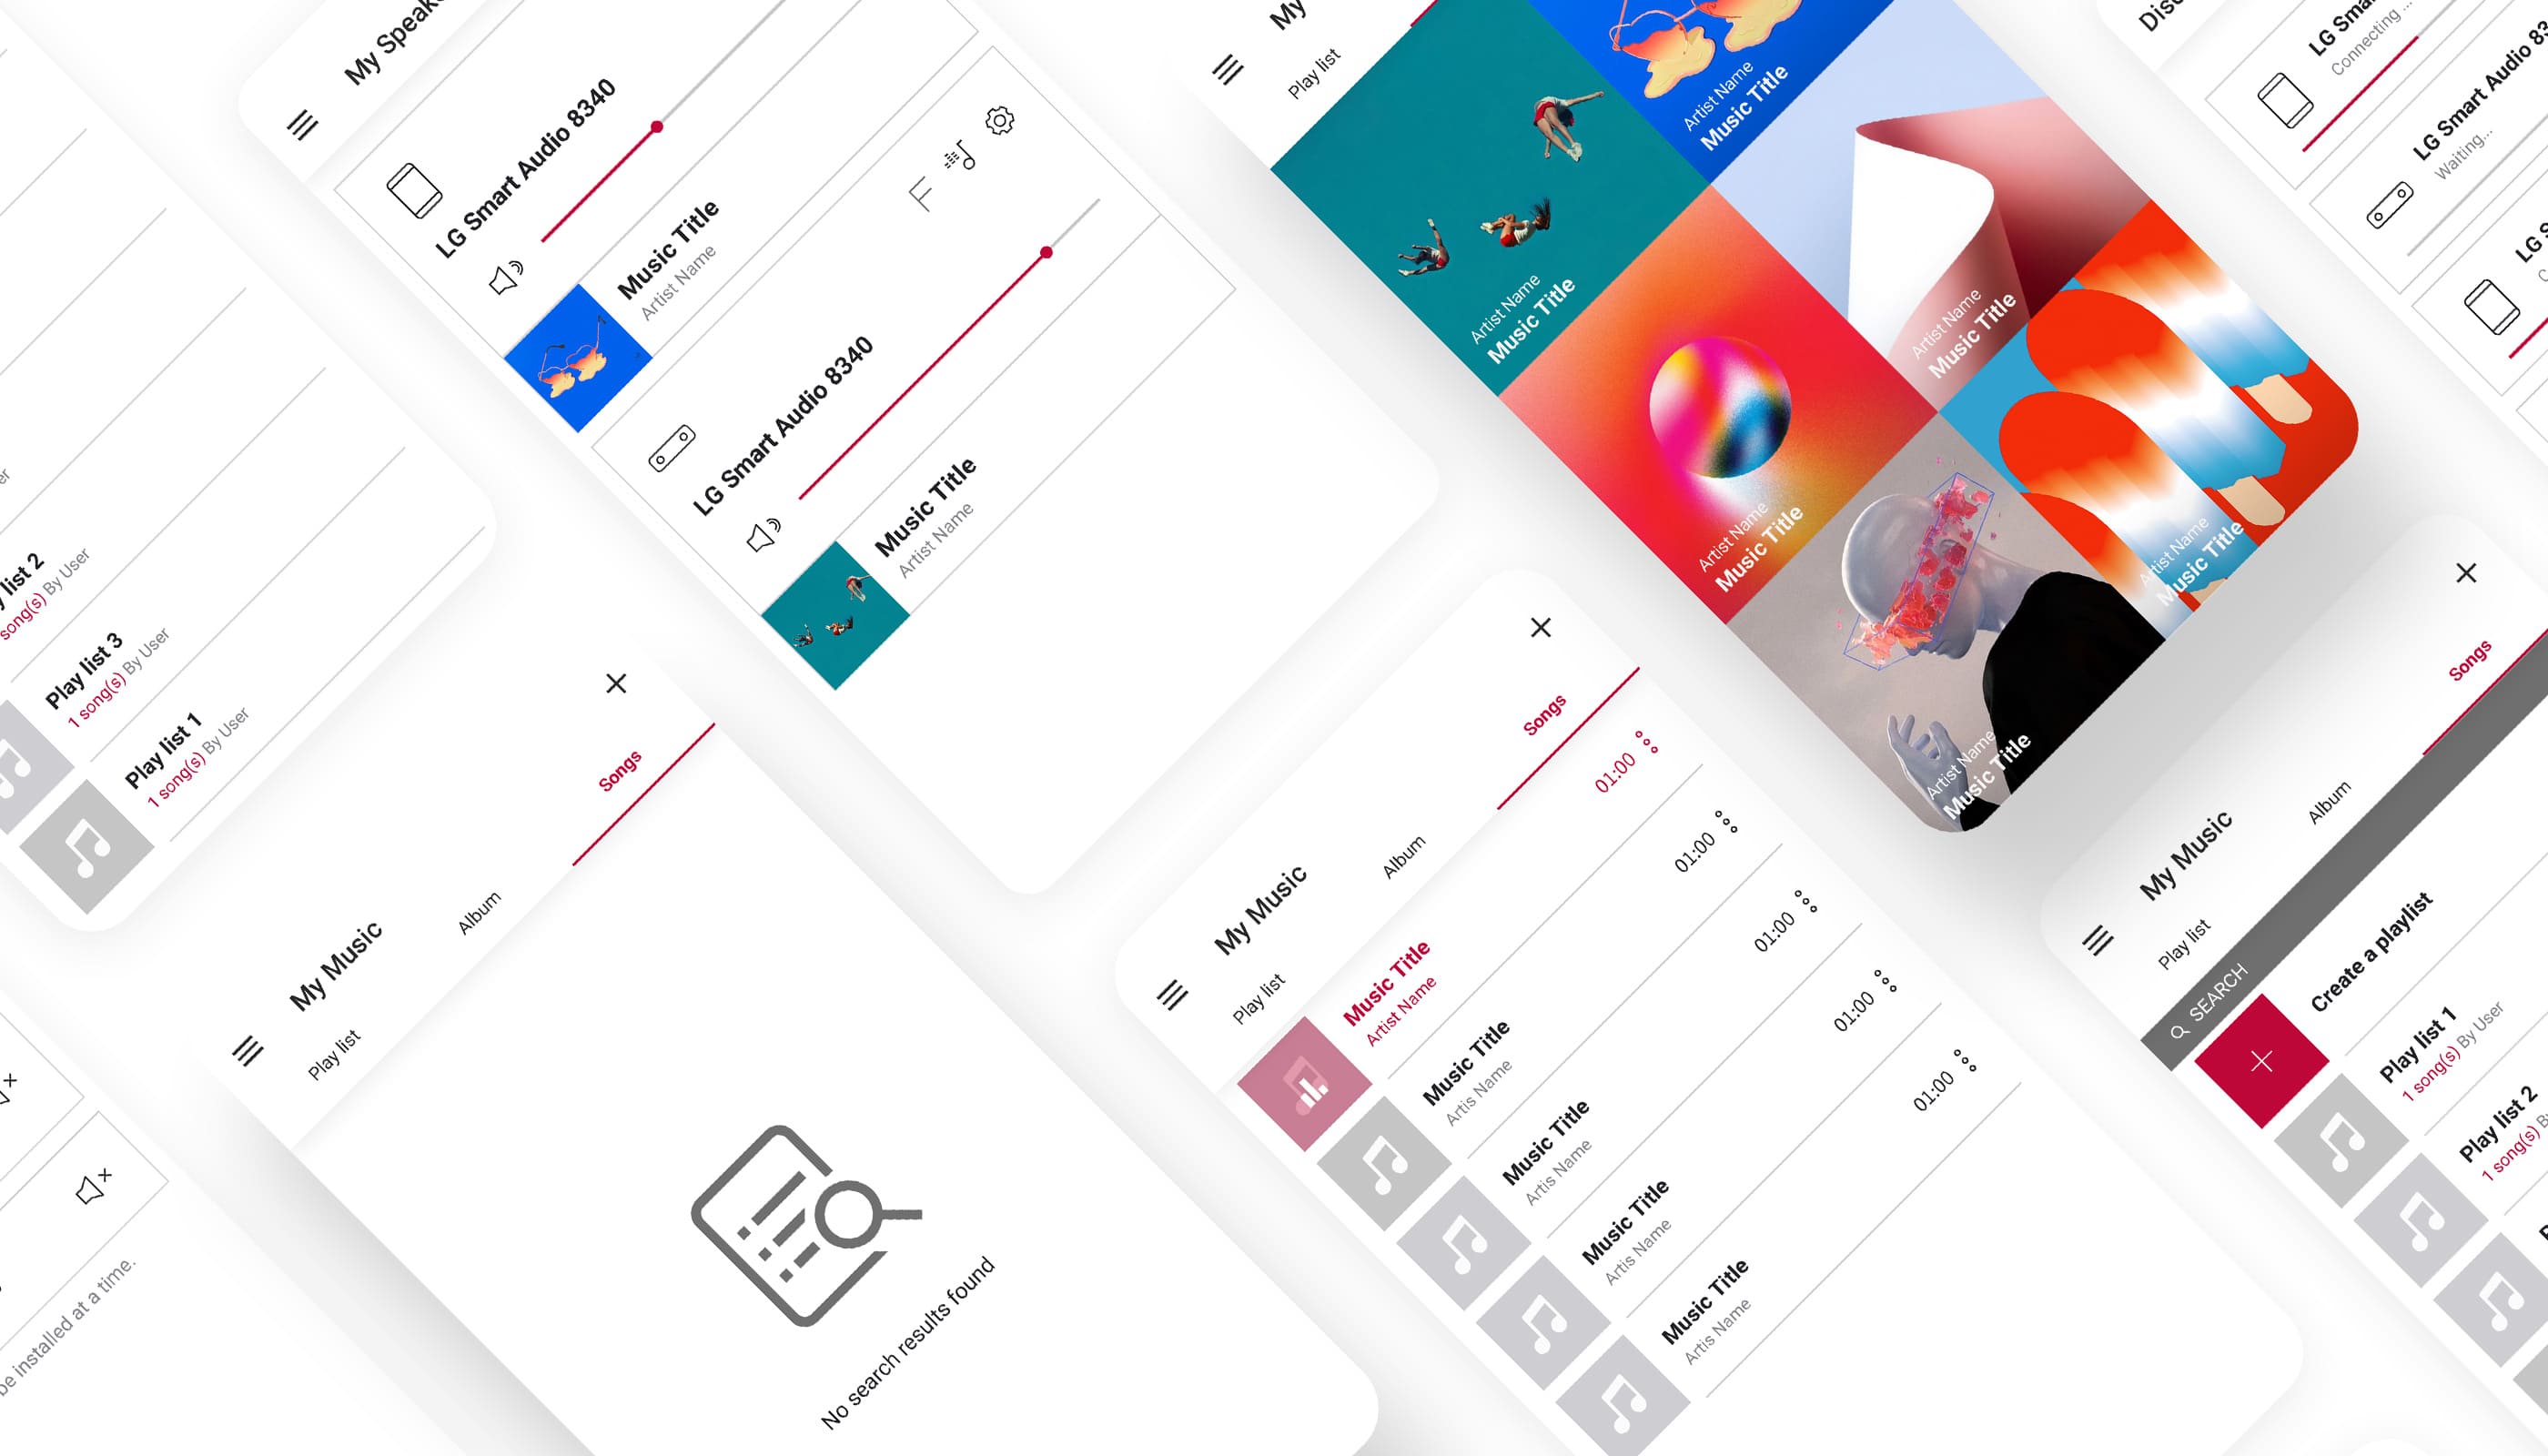 list 2
song(s) By User
Play list 3
1 song(s) By User
Play list 1
1 song(s) By User
be installed at a time.
My Speake
LG Smart Audio 8340
Music Title
Artist Name
LG Smart Audio 8340
Music Title
Artist Name
My Music
Play list
Album
Songs
No search results found
My
Play list
Artist Name
Music Title
Artist Name
Music Title
Artist Name
Music Title
Artist Name
Music Title
Artist Name
Music Title
Artist Name
Music Title
My Music
Play list
Album
Songs
Music Title
Artist Name
01:00
Music Title
Artis Name
01:00
Music Title
Artis Name
01:00
Music Title
Artis Name
01:00
Music Title
Artis Name
01:00
LG Smar
Connecting ...
LG Smart Audio 83
Waiting...
LG S
My Music
Play list
Album
Songs
SEARCH
Create a playlist
Play list 1
1 song(s) By User
Play list 2
1 song(s) B